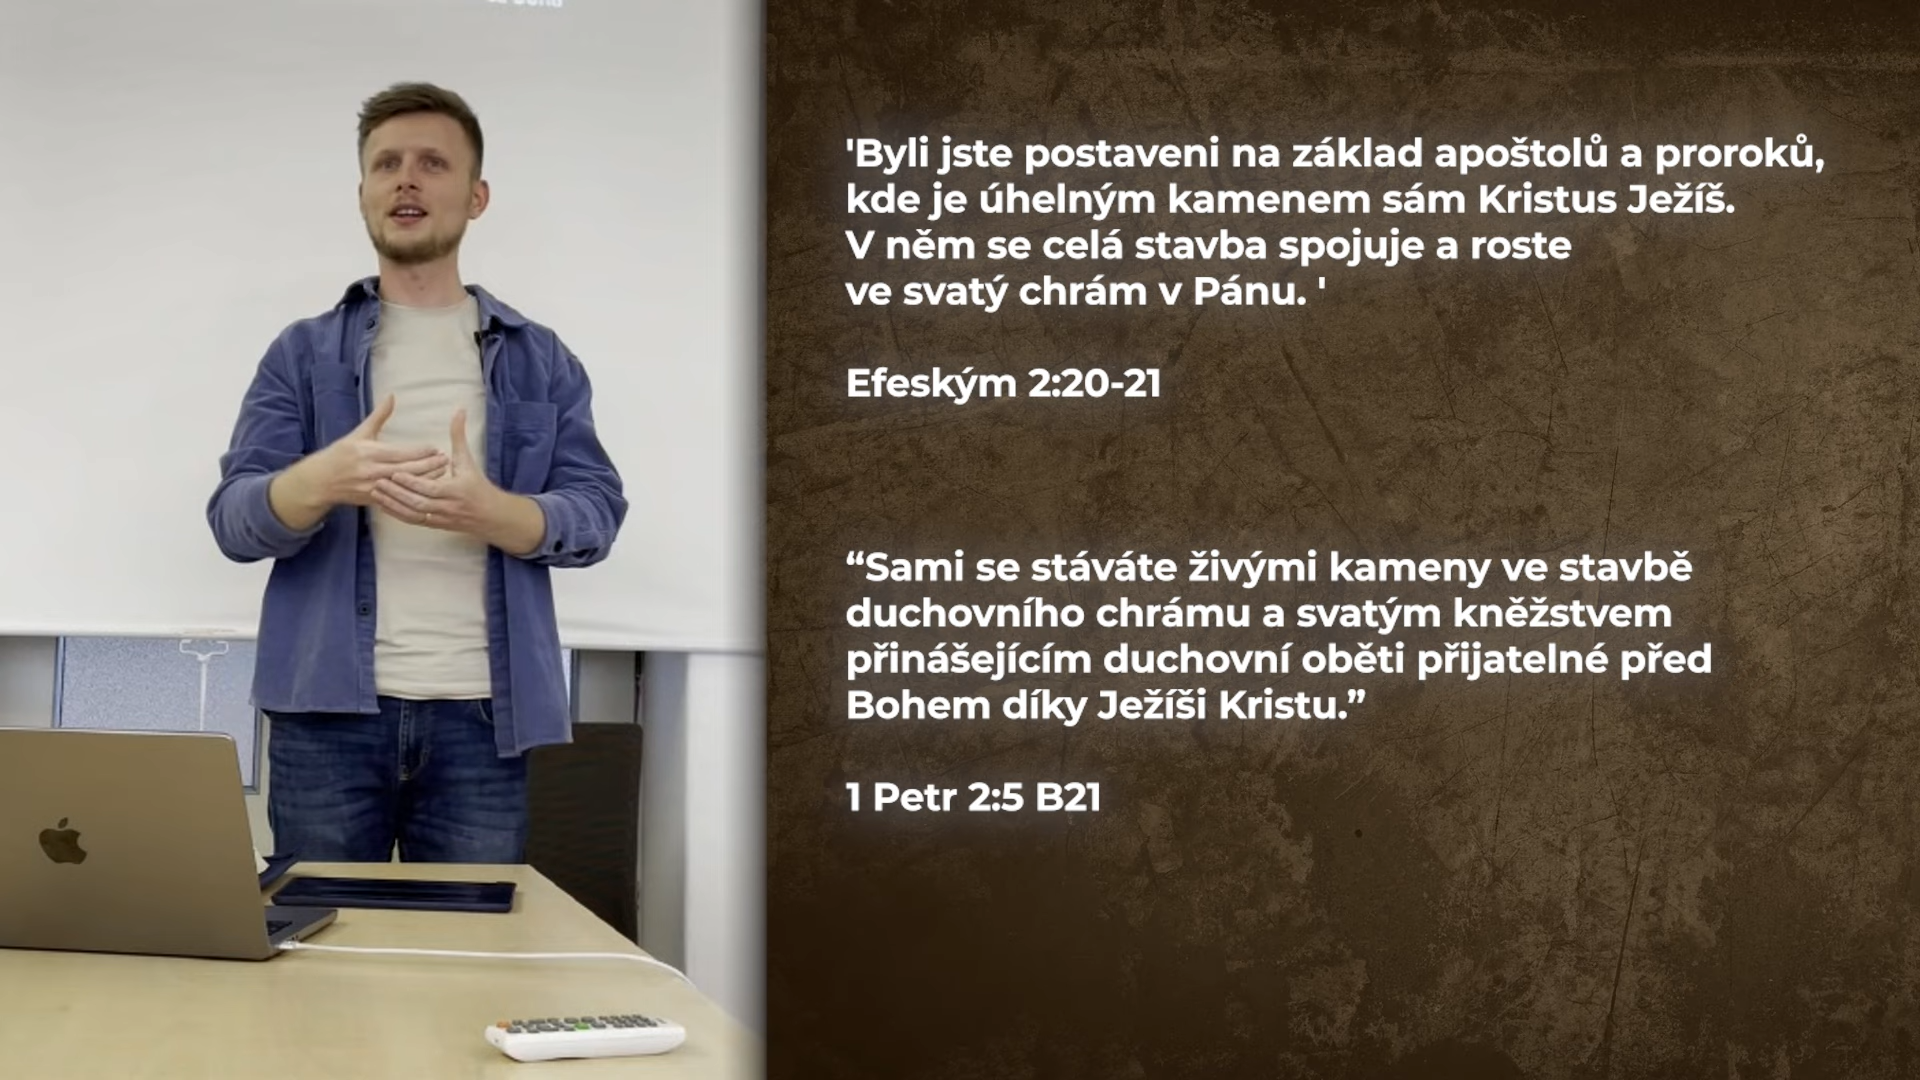 'Byli jste postaveni na základ apoštolů a proroků,
kde je úhelným kamenem sám Kristus Ježíš.
V něm se celá stavba spojuje a roste
ve svatý chrám v Pánu. '
Efeským 2:20-21
“Sami se stáváte živými kameny ve stavbě
duchovního chrámu a svatým kněžstvem
přinášejícím duchovní oběti přijatelné před
Bohem díky Ježíši Kristu.”
1 Petr 2:5 B21